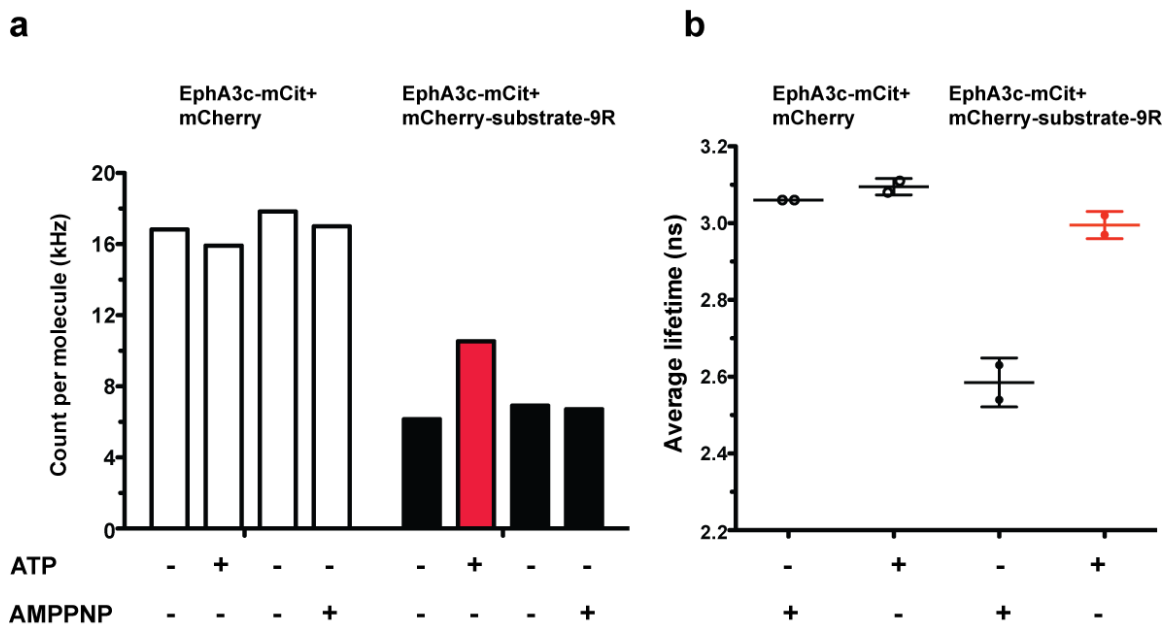 a
EphA3c-mCit+
mCherry
EphA3c-mCit+
mCherry-substrate-9R
Count per molecule (kHz)
20
16
12
8
4
0
ATP - + - - - + - -
AMPPNP - - - + - - - +
b
EphA3c-mCit+
mCherry
EphA3c-mCit+
mCherry-substrate-9R
Average lifetime (ns)
3.2
3.0
2.8
2.6
2.4
2.2
- + - +
+ - + -